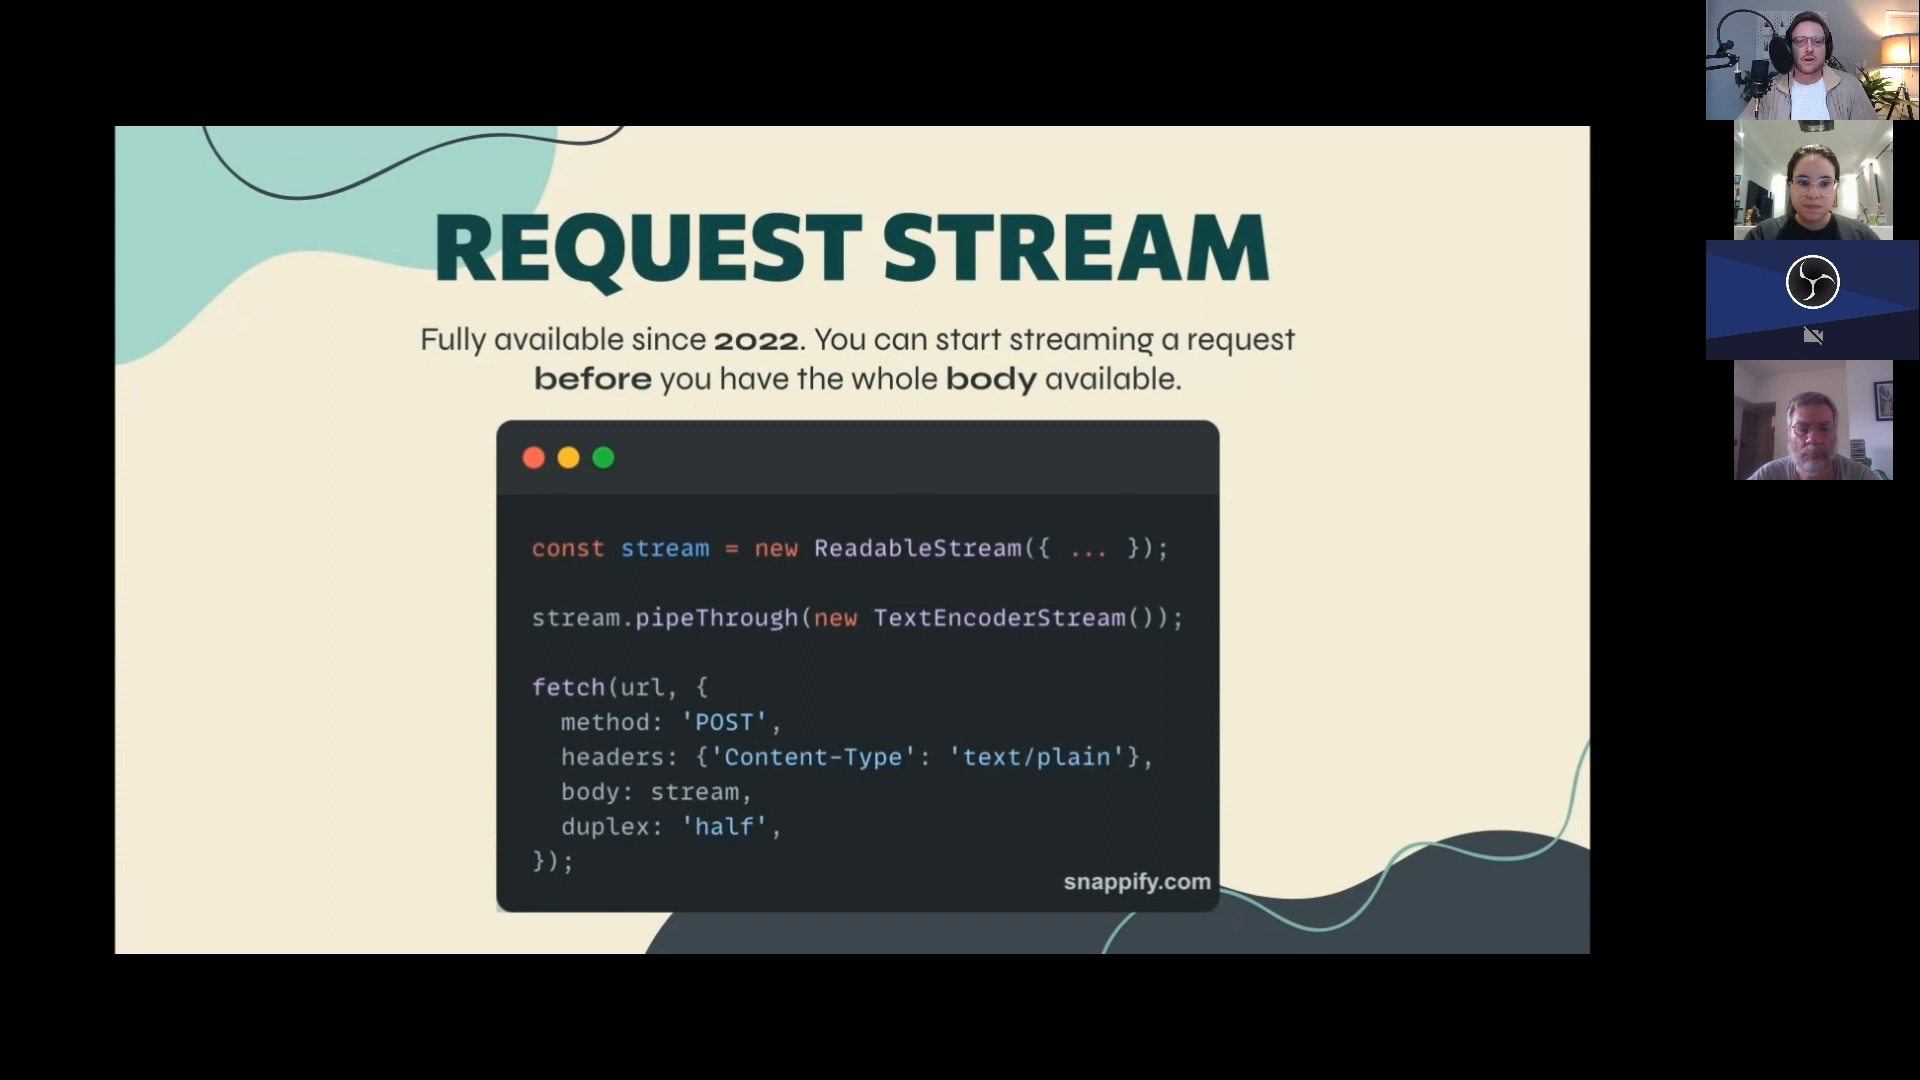 REQUEST STREAM
Fully available since 2022. You can start streaming a request
before you have the whole body available.
const stream = new ReadableStream({ ... });
stream.pipeThrough(new TextEncoderStream());
fetch(url, {
  method: 'POST',
  headers: {'Content-Type': 'text/plain'},
  body: stream,
  duplex: 'half',
});
snappify.com